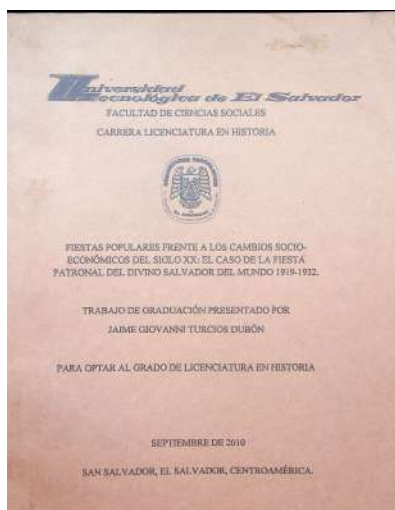 Universidad
Tecnológica de El Salvador
FACULTAD DE CIENCIAS SOCIALES
CARRERA LICENCIATURA EN HISTORIA
FIESTAS POPULARES FRENTE A LOS CAMBIOS SOCIO-
ECONÓMICOS DEL SIGLO XX: EL CASO DE LA FIESTA
PATRONAL DEL DIVINO SALVADOR DEL MUNDO 1919-1932.
TRABAJO DE GRADUACIÓN PRESENTADO POR
JAIME GIOVANNI TURCIOS DUBÓN
PARA OPTAR AL GRADO DE LICENCIATURA EN HISTORIA
SEPTIEMBRE DE 2010
SAN SALVADOR, EL SALVADOR, CENTROAMÉRICA.